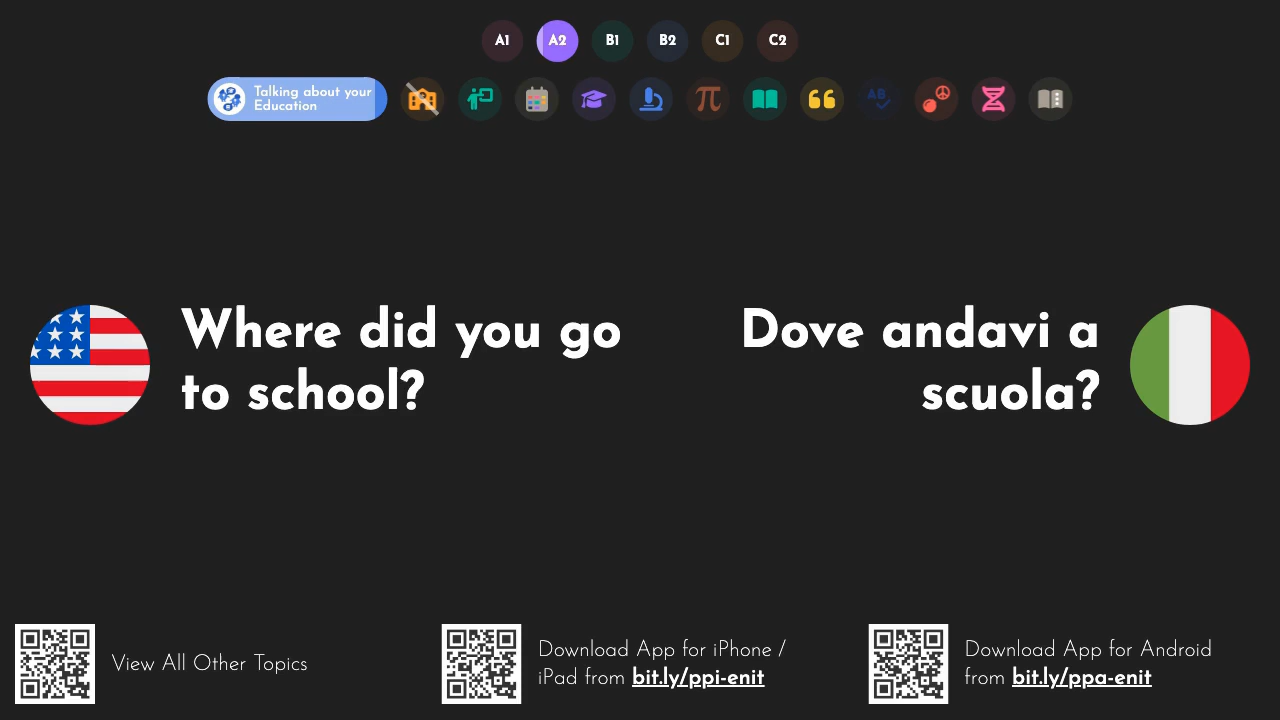 A1 A2 B1 B2 C1 C2
Talking about your
Education
AB
Where did you go
to school?
Dove andavi a
scuola?
View All Other Topics
Download App for iPhone /
iPad from bit.ly/ppi-enit
Download App for Android
from bit.ly/ppa-enit